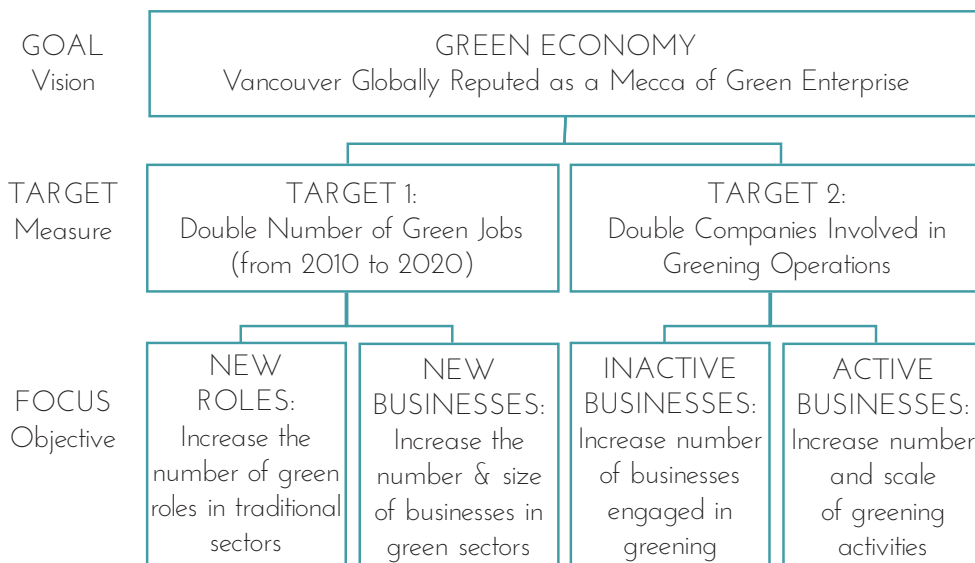 GOAL
Vision
GREEN ECONOMY
Vancouver Globally Reputed as a Mecca of Green Enterprise
TARGET
Measure
TARGET 1:
Double Number of Green Jobs
(from 2010 to 2020)
TARGET 2:
Double Companies Involved in
Greening Operations
FOCUS
Objective
NEW
ROLES:
Increase the
number of green
roles in traditional
sectors
NEW
BUSINESSES:
Increase the
number & size
of businesses in
green sectors
INACTIVE
BUSINESSES:
Increase number
of businesses
engaged in
greening
ACTIVE
BUSINESSES:
Increase number
and scale
of greening
activities